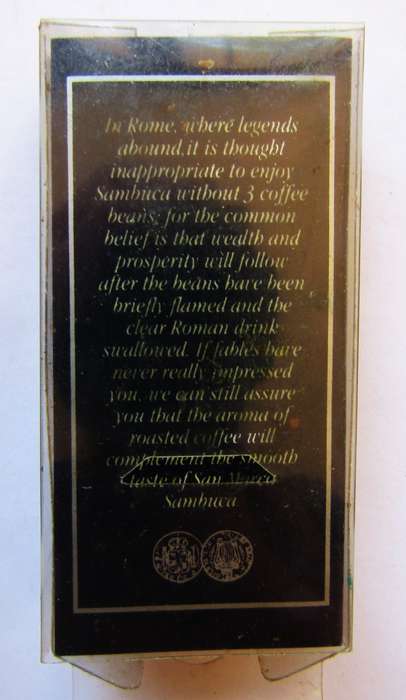 In Rome, where legends
abound, it is thought
inappropriate to enjoy
Sambuca without 3 coffee
beans; for the common
belief is that wealth and
prosperity will follow
after the beans have been
briefly flamed and the
clear Roman drink
swallowed. If fables have
never really impressed
you, we can still assure
you that the aroma of
roasted coffee will
complement the smooth
taste of San Marco
Sambuca